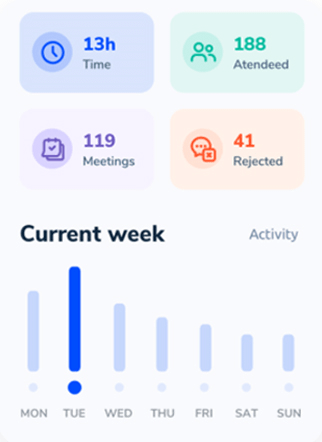 13h
Time
188
Atendeed
119
Meetings
41
Rejected
Current week
Activity
MON TUE WED THU FRI SAT SUN